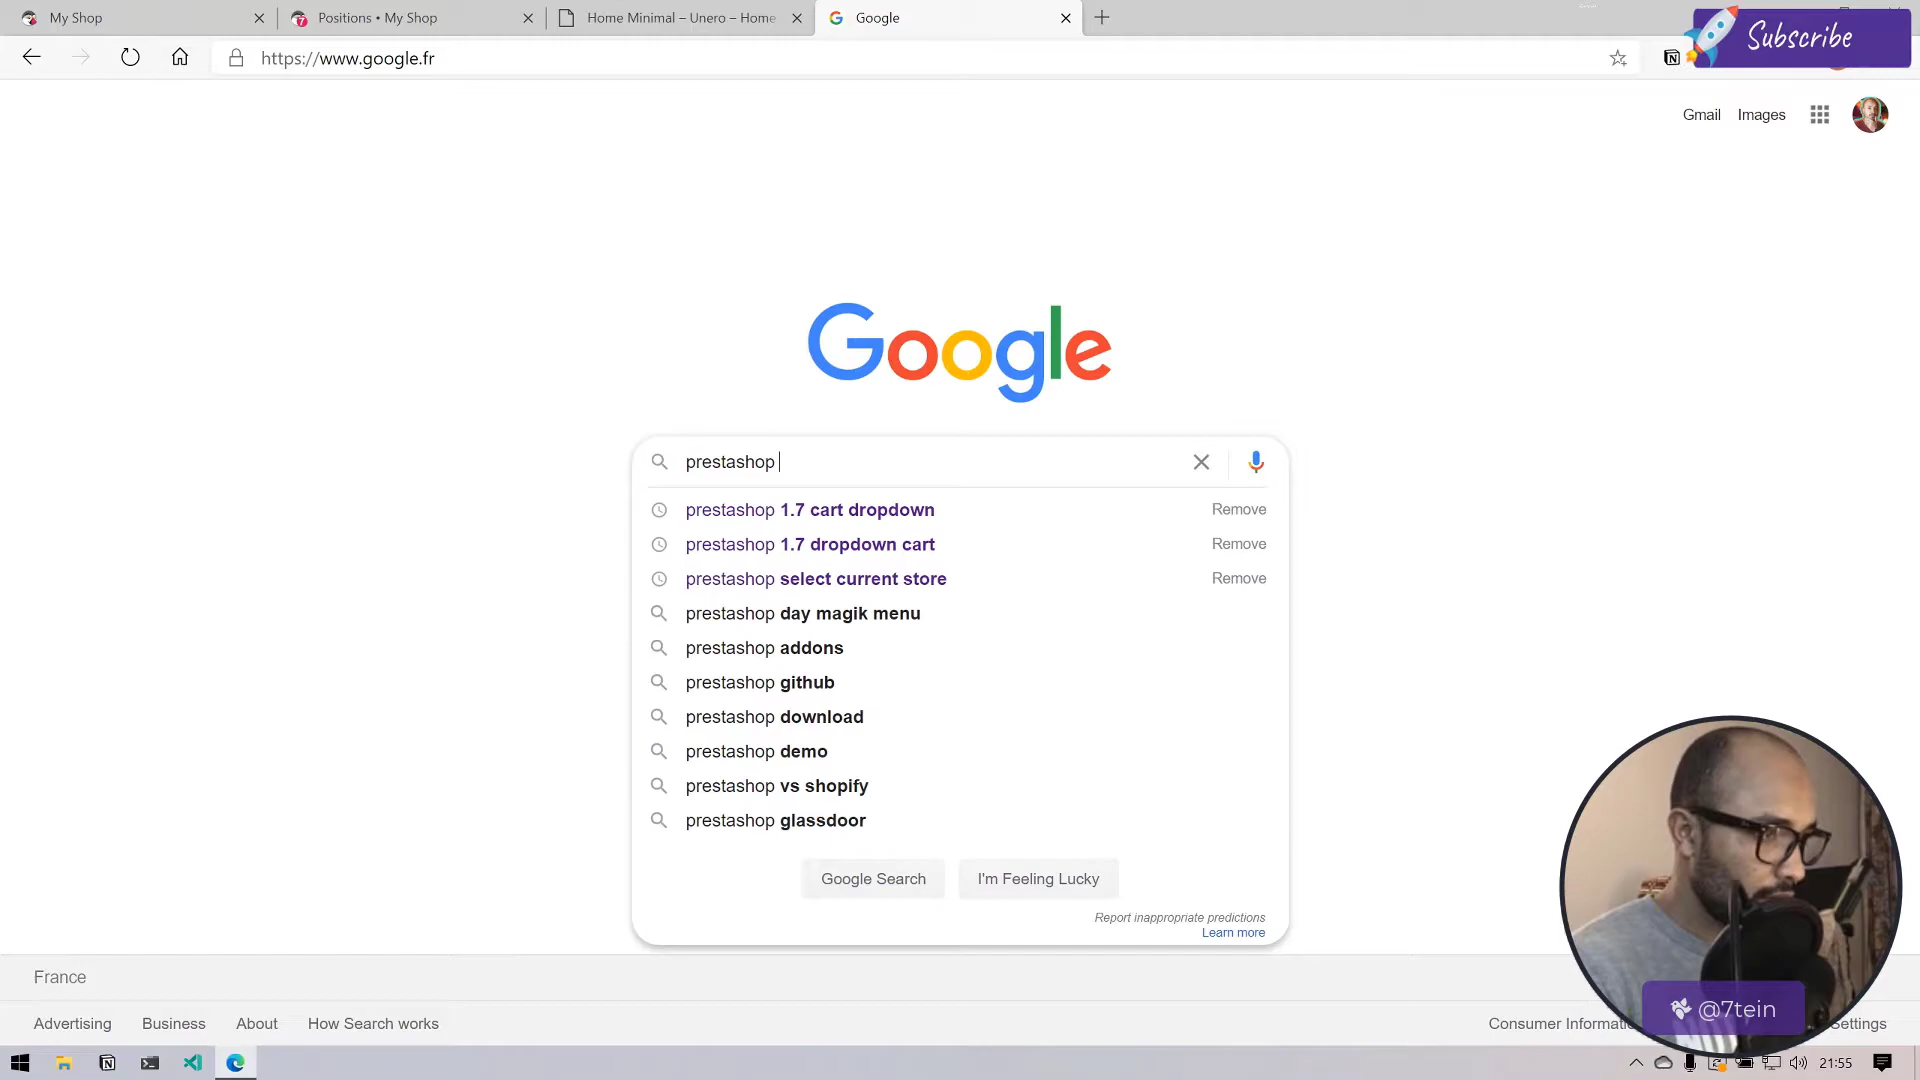 My Shop
Positions • My Shop
Home Minimal – Unero – Home
Google
Subscribe
https://www.google.fr
Gmail
Images
Google
prestashop
prestashop 1.7 cart dropdown
Remove
prestashop 1.7 dropdown cart
Remove
prestashop select current store
Remove
prestashop day magik menu
prestashop addons
prestashop github
prestashop download
prestashop demo
prestashop vs shopify
prestashop glassdoor
Google Search
I'm Feeling Lucky
Report inappropriate predictions
Learn more
France
Advertising
Business
About
How Search works
Consumer Informati
@7tein
Settings
21:55